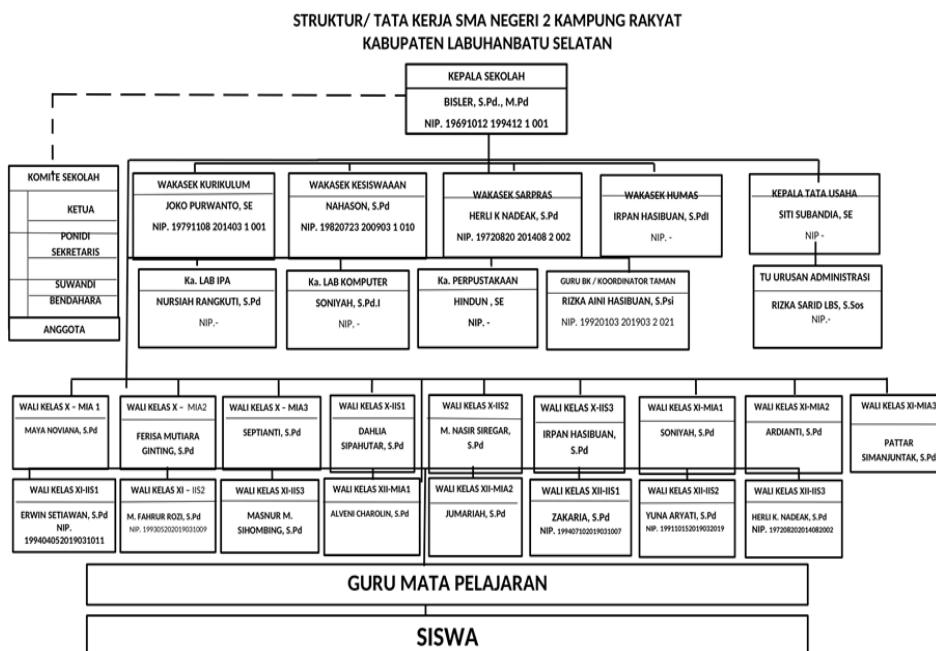 STRUKTUR/ TATA KERJA SMA NEGERI 2 KAMPUNG RAKYAT
KABUPATEN LABUHANBATU SELATAN
KEPALA SEKOLAH
BISLER, S.Pd., M.Pd
NIP. 19691012 199412 1 001
KOMITE SEKOLAH
KETUA
PONIDI
SEKRETARIS
SUWANDI
BENDAHARA
ANGGOTA
WAKASEK KURIKULUM
JOKO PURWANTO, SE
NIP. 19791108 201403 1 001
WAKASEK KESISWAAAN
NAHASON, S.Pd
NIP. 19820723 200903 1 010
WAKASEK SARPRAS
HERLI K NADEAK, S.Pd
NIP. 19720820 201408 2 002
WAKASEK HUMAS
IRPAN HASIBUAN, S.PdI
NIP. -
KEPALA TATA USAHA
SITI SUBANDIA, SE
NIP -
Ka. LAB IPA
NURSIAH RANGKUTI, S.Pd
NIP.-
Ka. LAB KOMPUTER
SONIYAH, S.Pd.I
NIP. -
Ka. PERPUSTAKAAN
HINDUN , SE
NIP. -
GURU BK / KOORDINATOR TAMAN
RIZKA AINI HASIBUAN, S.Psi
NIP. 19920103 201903 2 021
TU URUSAN ADMINISTRASI
RIZKA SARID LBS, S.Sos
NIP.-
WALI KELAS X – MIA 1
MAYA NOVIANA, S.Pd
WALI KELAS X – MIA2
FERISA MUTIARA
GINTING, S.Pd
WALI KELAS X – MIA3
SEPTIANTI, S.Pd
WALI KELAS X-IIS1
DAHLIA
SIPAHUTAR, S.Pd
WALI KELAS X-IIS2
M. NASIR SIREGAR,
S.Pd
WALI KELAS X-IIS3
IRPAN HASIBUAN,
S.Pd
WALI KELAS XI-MIA1
SONIYAH, S.Pd
WALI KELAS XI-MIA2
ARDIANTI, S.Pd
WALI KELAS XI-MIA3
PATTAR
SIMANJUNTAK, S.Pd
WALI KELAS XI-IIS1
ERWIN SETIAWAN, S.Pd
NIP.
199404052019031011
WALI KELAS XI – IIS2
M. FAHRUR ROZI, S.Pd
NIP. 199305202019031009
WALI KELAS XI-IIS3
MASNUR M.
SIHOMBING, S.Pd
WALI KELAS XII-MIA1
ALVENI CHAROLIN, S.Pd
WALI KELAS XII-MIA2
JUMARIAH, S.Pd
WALI KELAS XII-IIS1
ZAKARIA, S.Pd
NIP. 199407102019031007
WALI KELAS XII-IIS2
YUNA ARYATI, S.Pd
NIP. 199110152019032019
WALI KELAS XII-IIS3
HERLI K. NADEAK, S.Pd
NIP. 197208202014082002
GURU MATA PELAJARAN
SISWA